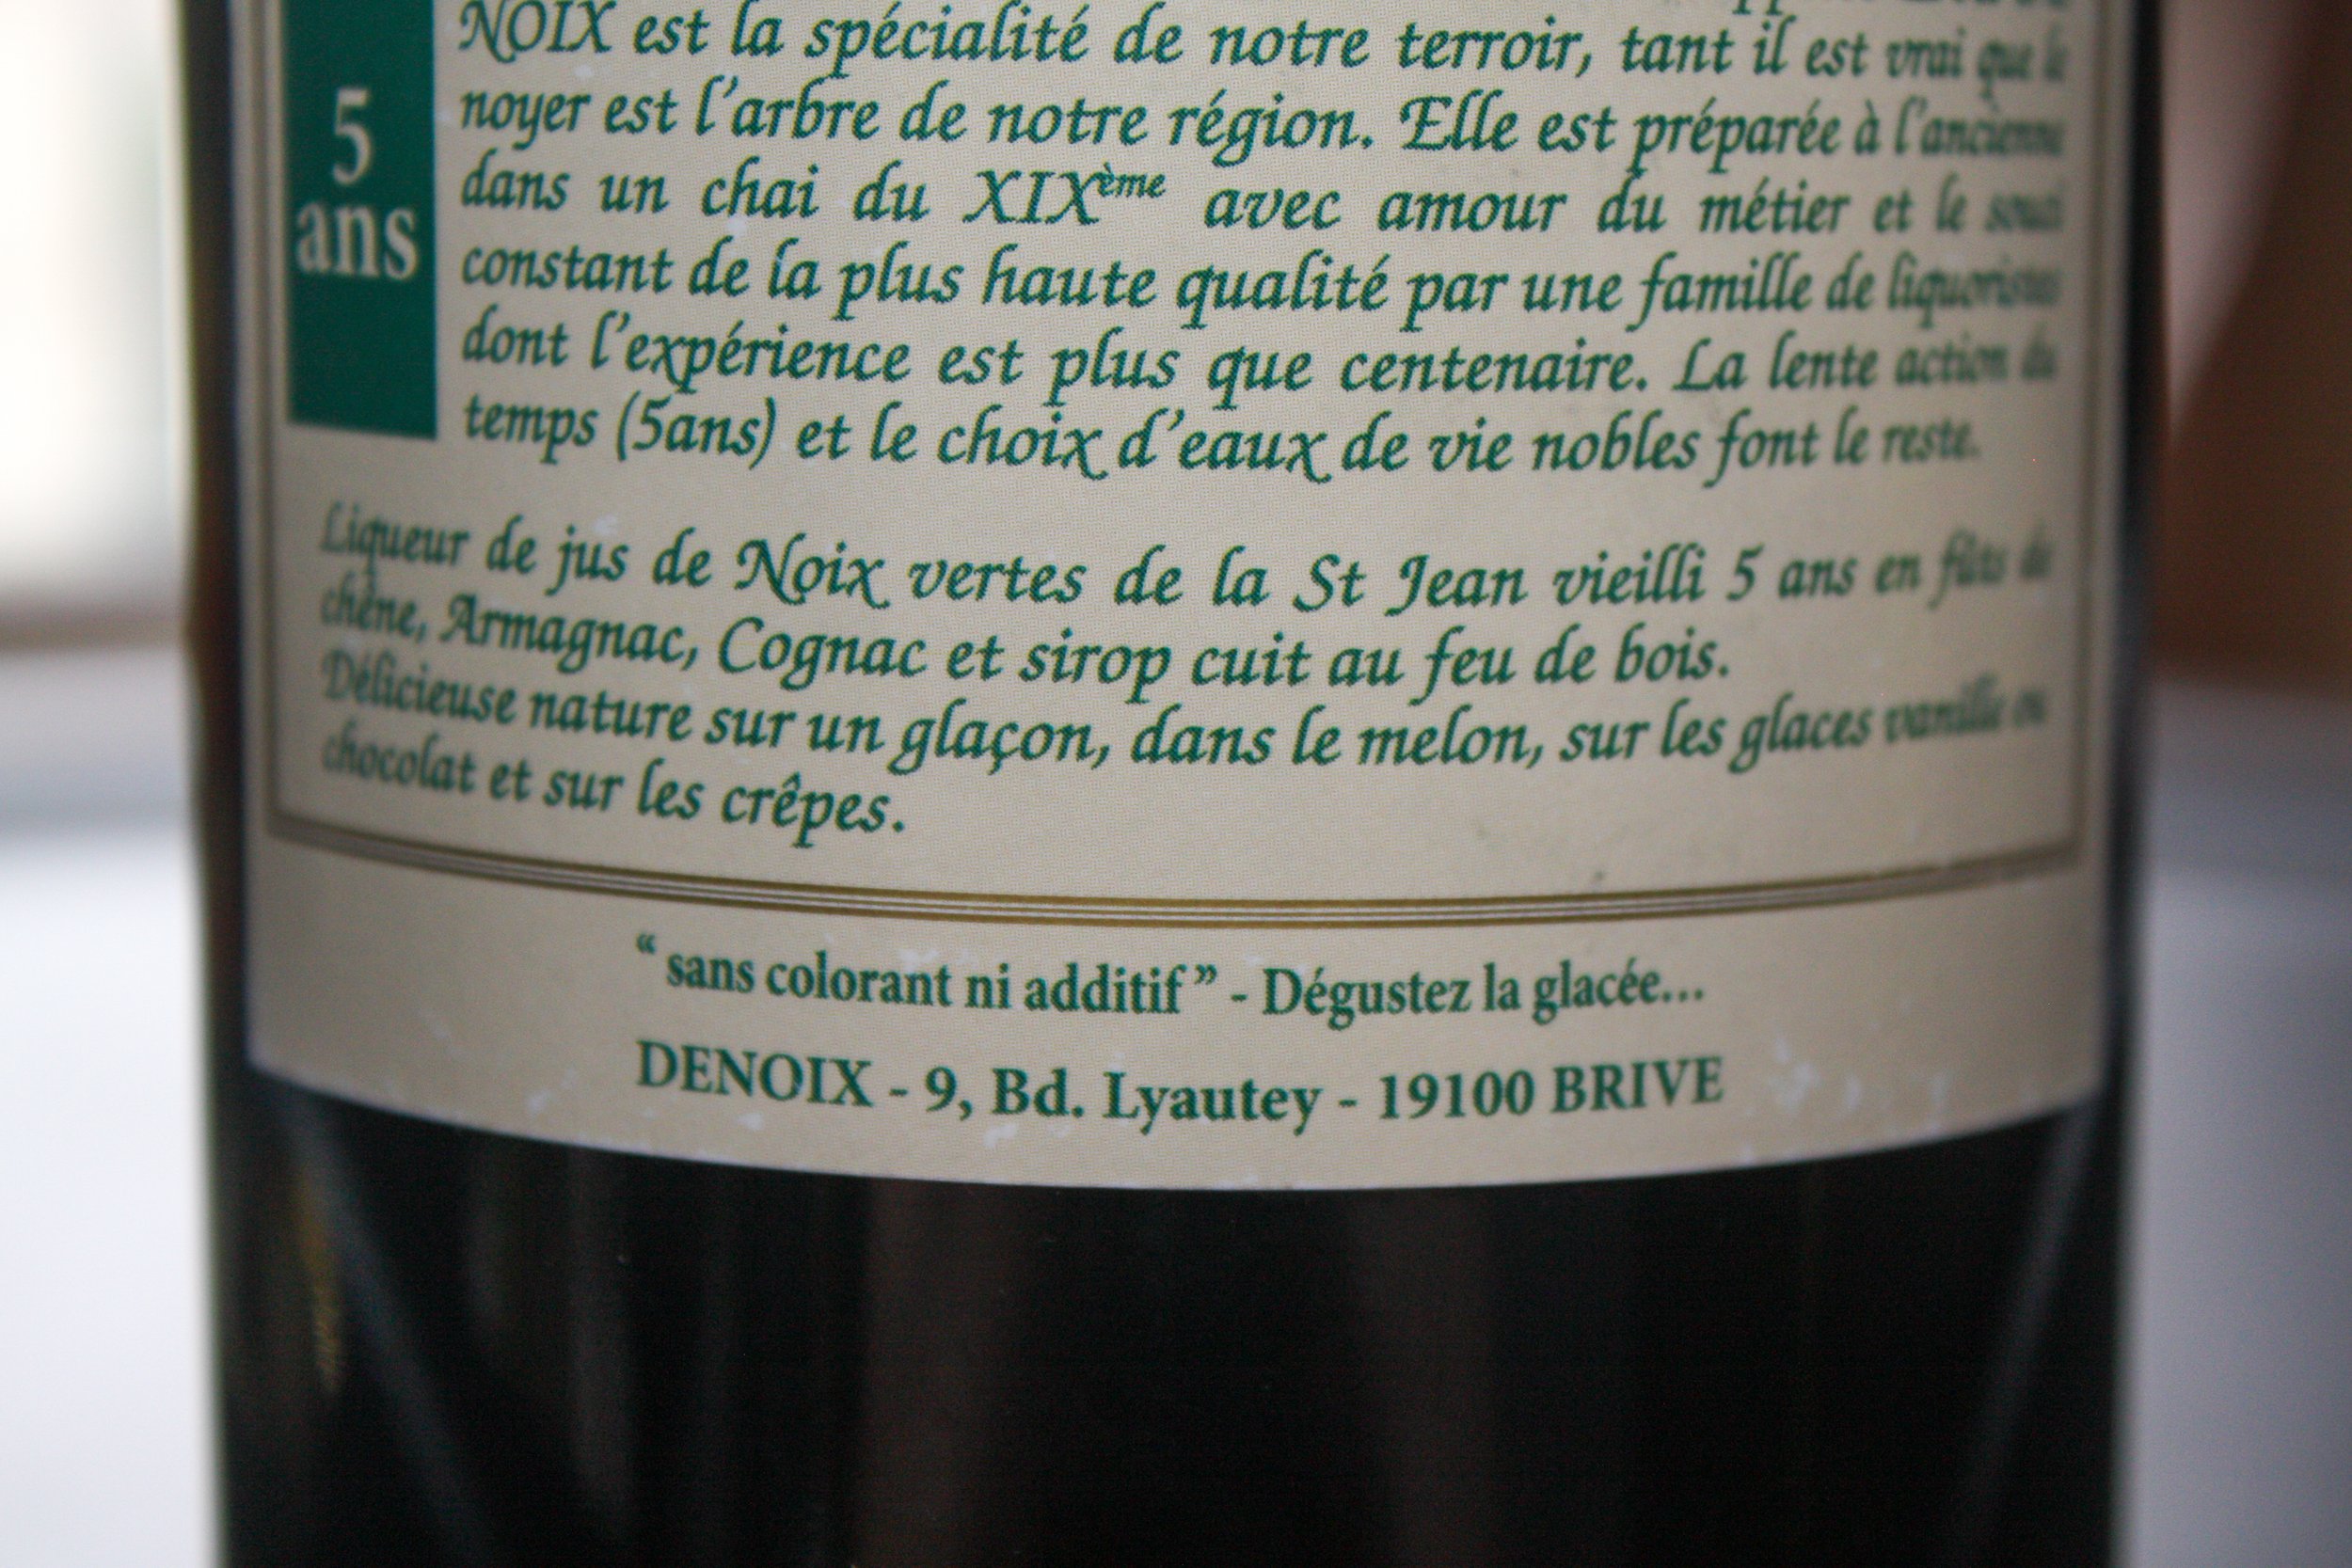 5
ans
NOIX est la spécialité de notre terroir, tant il est vrai que le
noyer est l'arbre de notre région. Elle est préparée à l'ancienne
dans un chai du XIXème avec amour du métier et le souci
constant de la plus haute qualité par une famille de liquoristes
dont l'expérience est plus que centenaire. La lente action du
temps (5ans) et le choix d'eaux de vie nobles font le reste.
Liqueur de jus de Noix vertes de la St Jean vieilli 5 ans en fûts de
chêne, Armagnac, Cognac et sirop cuit au feu de bois.
Délicieuse nature sur un glaçon, dans le melon, sur les glaces vanille ou
chocolat et sur les crêpes.
“ sans colorant ni additif ” - Dégustez la glacée...
DENOIX - 9, Bd. Lyautey - 19100 BRIVE